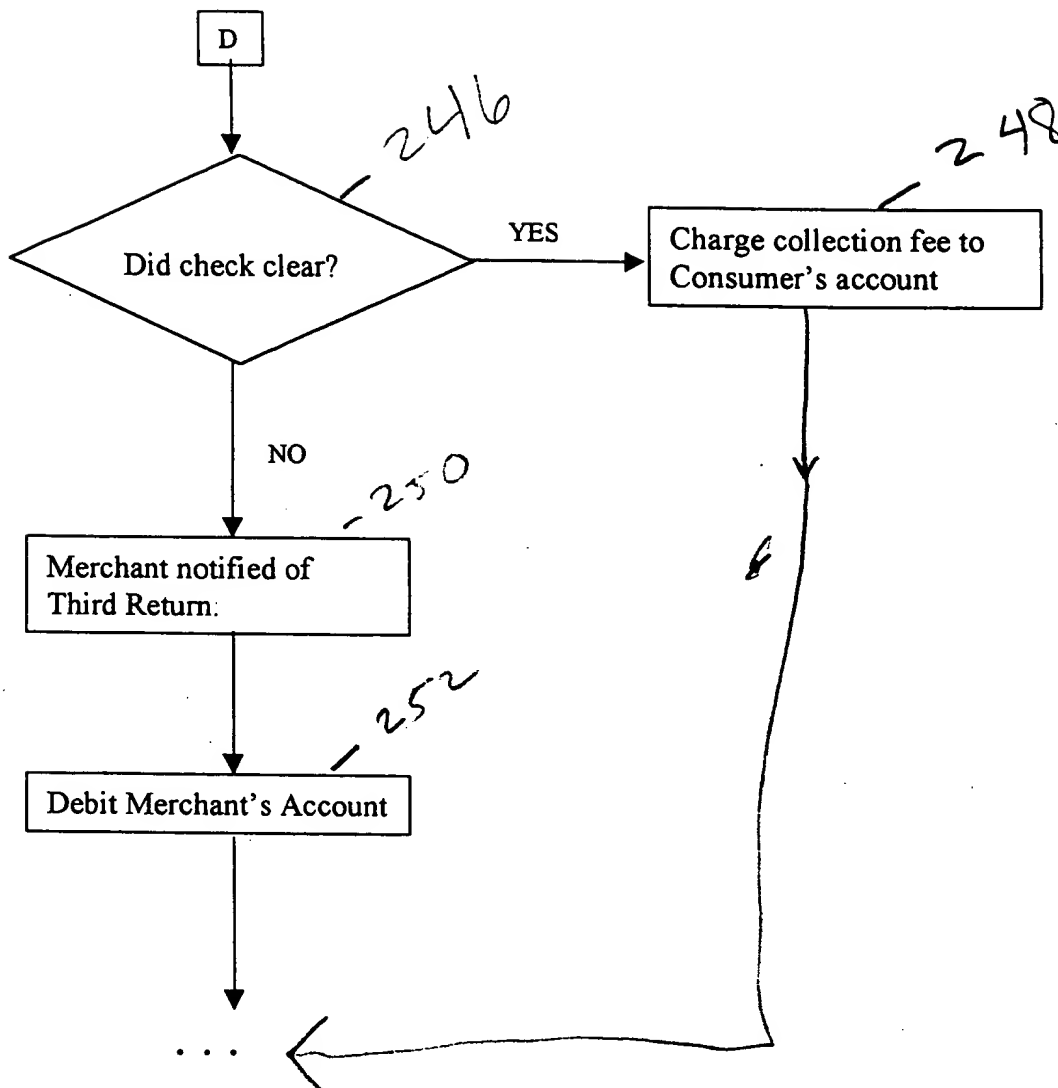 D
246
248
Did check clear?
YES
Charge collection fee to
Consumer's account
NO
250
Merchant notified of
Third Return.
252
Debit Merchant's Account
. . .